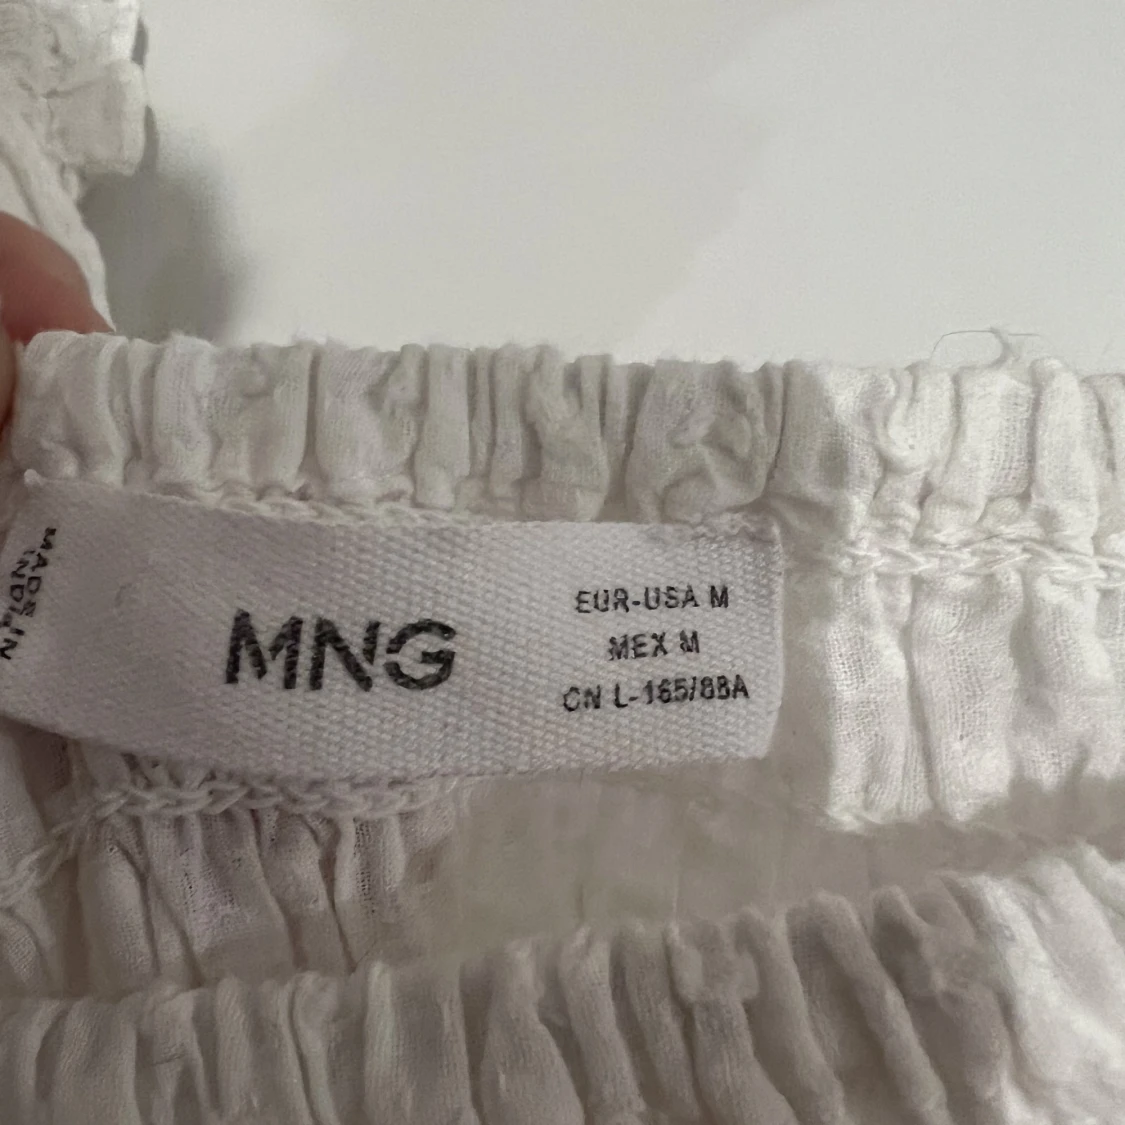 MADE IN
INDIA
MNG
EUR-USA M
MEX M
CN L-165/88A